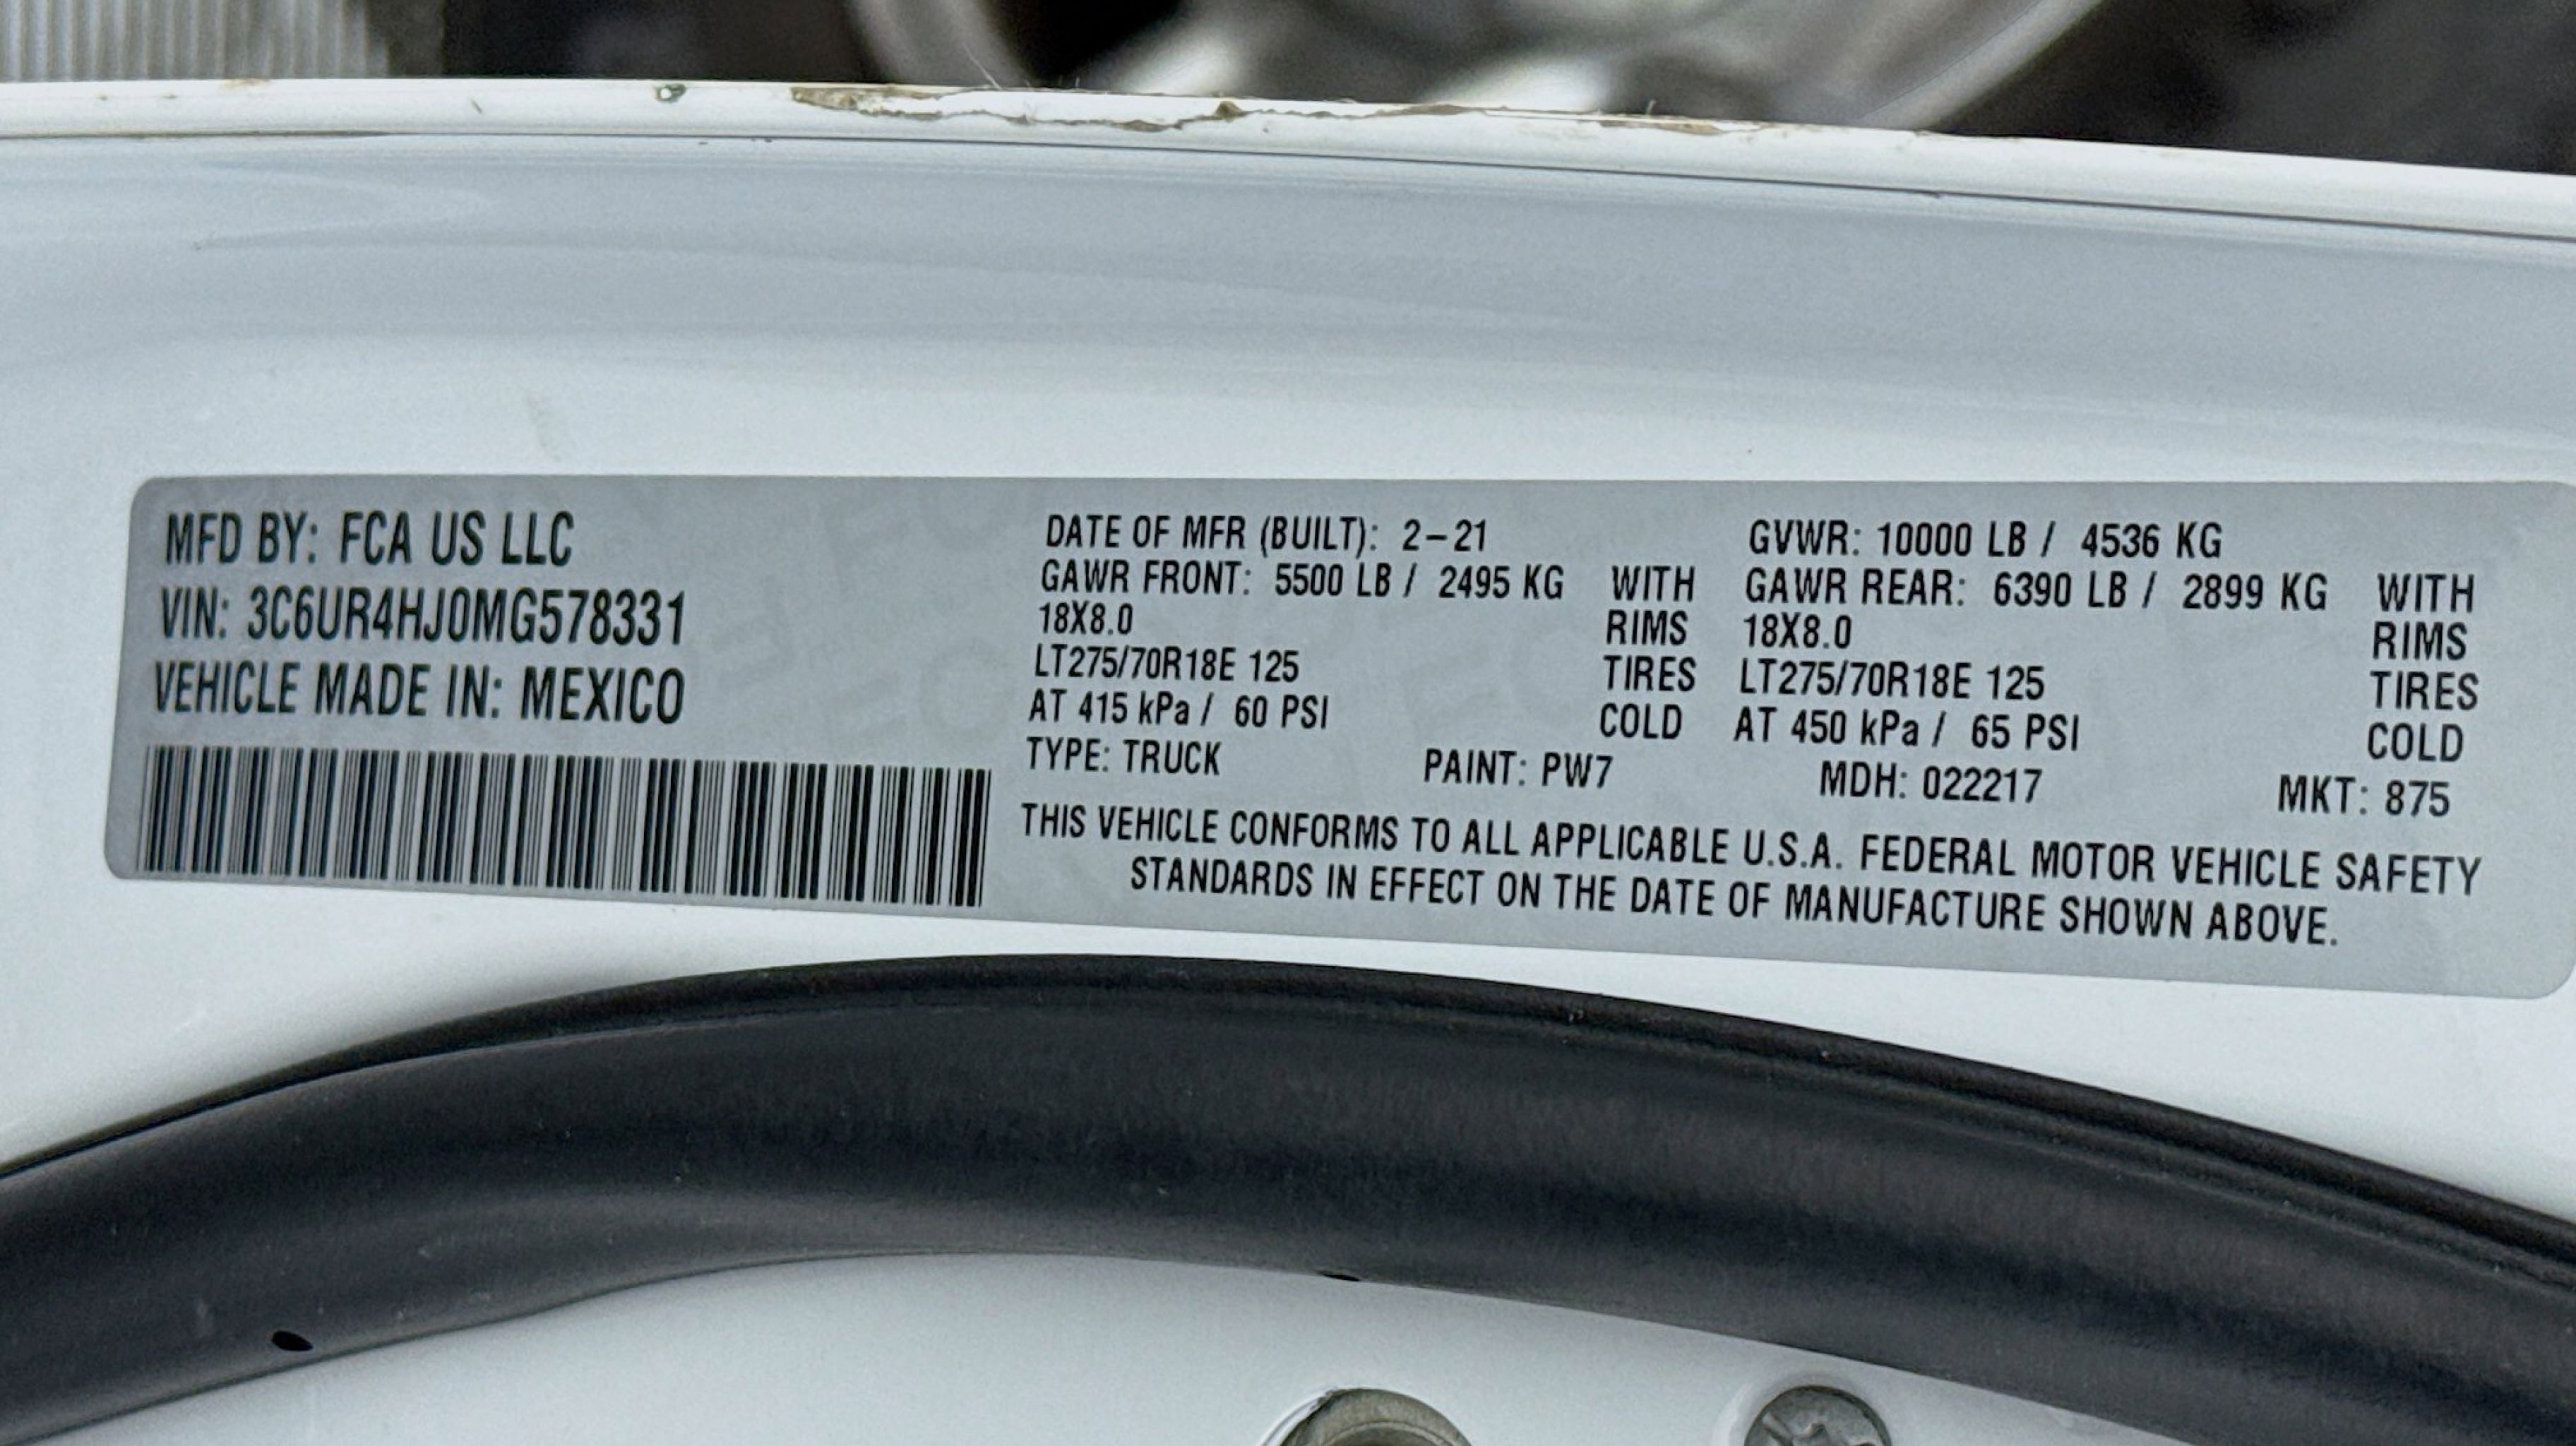 MFD BY: FCA US LLC
VIN: 3C6UR4HJ0MG578331
VEHICLE MADE IN: MEXICO
DATE OF MFR (BUILT): 2-21
GVWR: 10000 LB / 4536 KG
GAWR FRONT: 5500 LB / 2495 KG WITH
18X8.0 RIMS
LT275/70R18E 125 TIRES
AT 415 kPa / 60 PSI COLD
GAWR REAR: 6390 LB / 2899 KG WITH
18X8.0 RIMS
LT275/70R18E 125 TIRES
AT 450 kPa / 65 PSI COLD
TYPE: TRUCK PAINT: PW7 MDH: 022217 MKT: 875
THIS VEHICLE CONFORMS TO ALL APPLICABLE U.S.A. FEDERAL MOTOR VEHICLE SAFETY
STANDARDS IN EFFECT ON THE DATE OF MANUFACTURE SHOWN ABOVE.